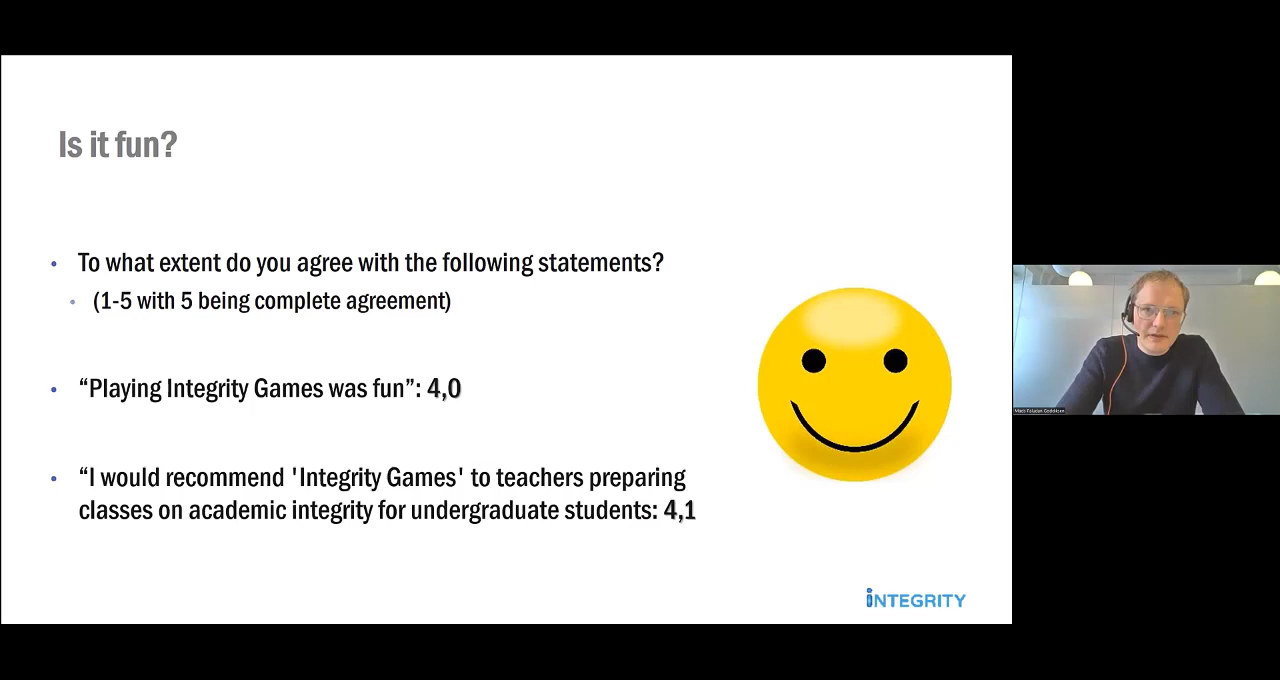 Is it fun?
• To what extent do you agree with the following statements?
• (1-5 with 5 being complete agreement)
• “Playing Integrity Games was fun”: 4,0
• “I would recommend 'Integrity Games' to teachers preparing
classes on academic integrity for undergraduate students: 4,1
iNTEGRITY